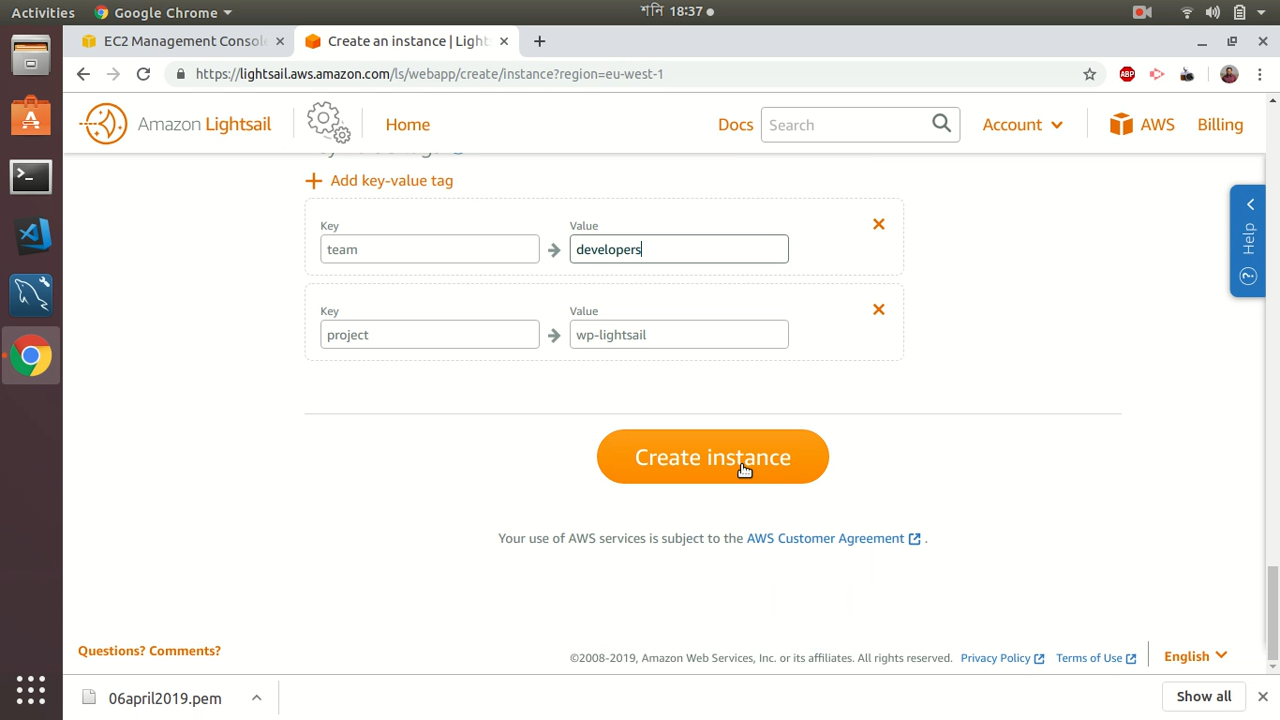 Activities
Google Chrome
শনি 18:37
EC2 Management Consol
Create an instance | Light
https://lightsail.aws.amazon.com/ls/webapp/create/instance?region=eu-west-1
ABP
Amazon Lightsail
Home
Docs
Search
Account
AWS
Billing
Add key-value tag
Key
Value
team
developers
Key
Value
project
wp-lightsail
Help
Create instance
Your use of AWS services is subject to the AWS Customer Agreement .
Questions? Comments?
©2008-2019, Amazon Web Services, Inc. or its affiliates. All rights reserved. Privacy Policy Terms of Use
English
06april2019.pem
Show all